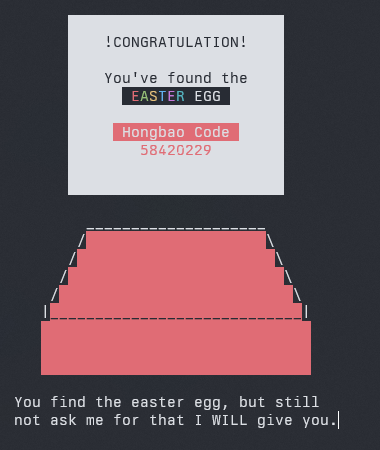 !CONGRATULATION!
You've found the
EASTER EGG
Hongbao Code
58420229
You find the easter egg, but still
not ask me for that I WILL give you.